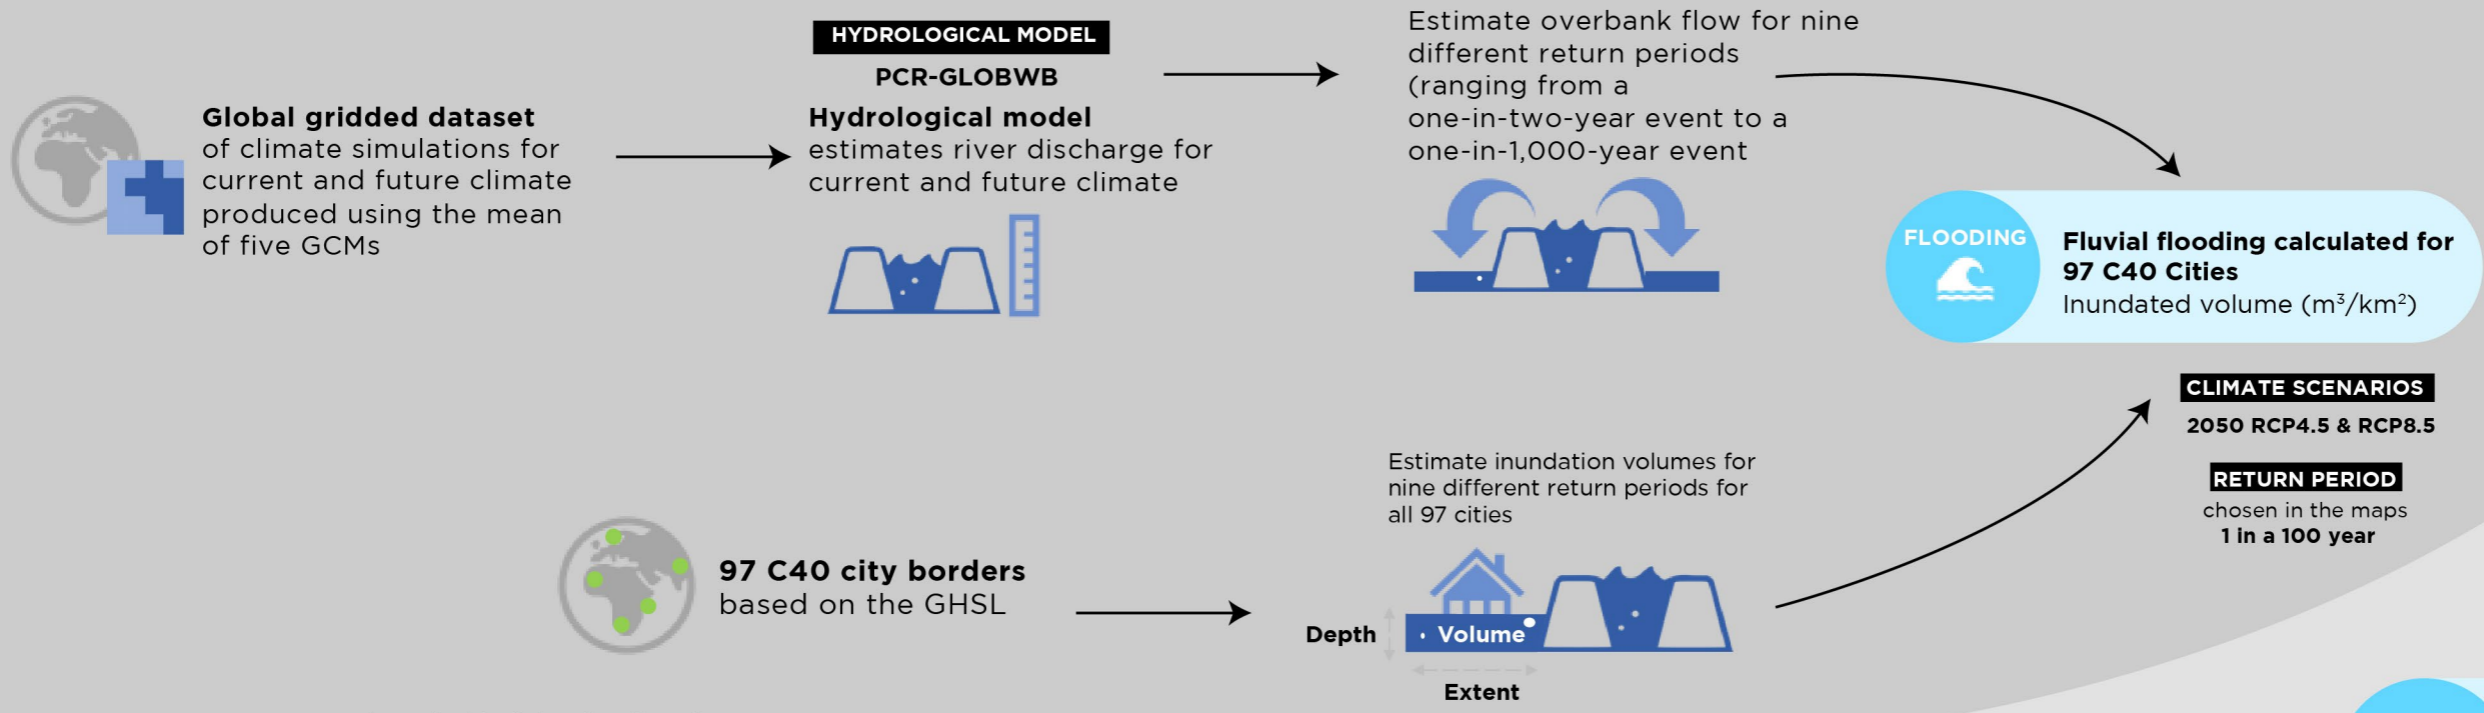 Global gridded dataset
of climate simulations for
current and future climate
produced using the mean
of five GCMs
HYDROLOGICAL MODEL
PCR-GLOBWB
Hydrological model
estimates river discharge for
current and future climate
Estimate overbank flow for nine
different return periods
(ranging from a
one-in-two-year event to a
one-in-1,000-year event
FLOODING
Fluvial flooding calculated for
97 C40 Cities
Inundated volume (m³/km²)
CLIMATE SCENARIOS
2050 RCP4.5 & RCP8.5
RETURN PERIOD
chosen in the maps
1 in a 100 year
97 C40 city borders
based on the GHSL
Estimate inundation volumes for
nine different return periods for
all 97 cities
Depth
Volume
Extent